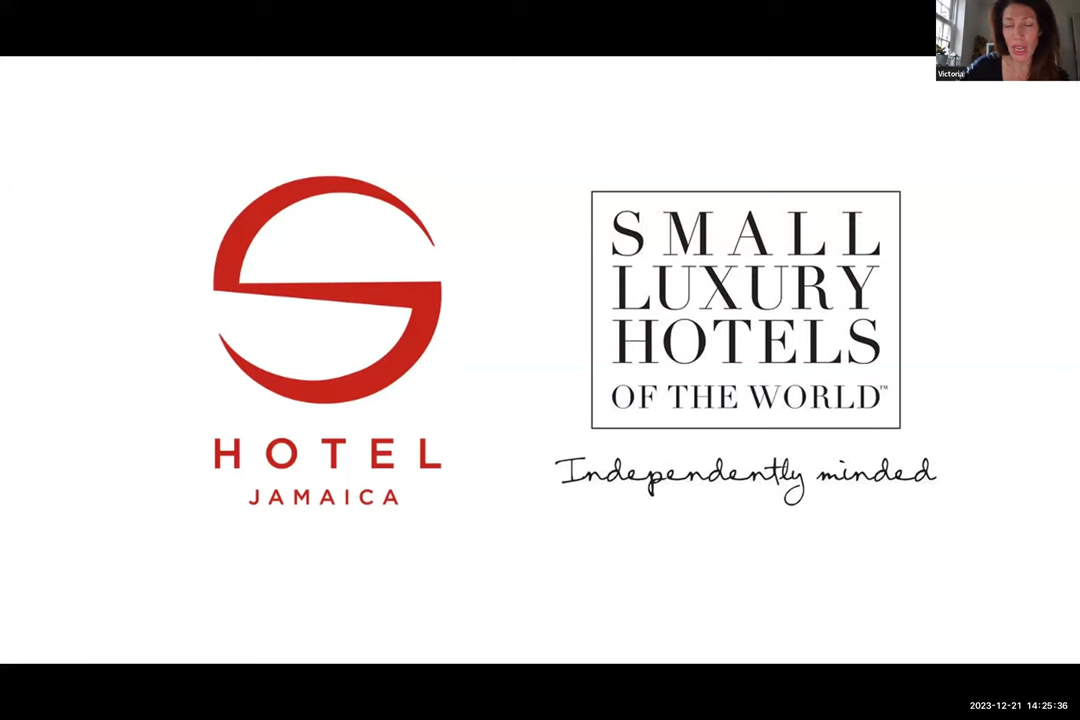 Victoria
HOTEL
JAMAICA
SMALL
LUXURY
HOTELS
OF THE WORLD™
Independently minded
2023-12-21 14:25:36